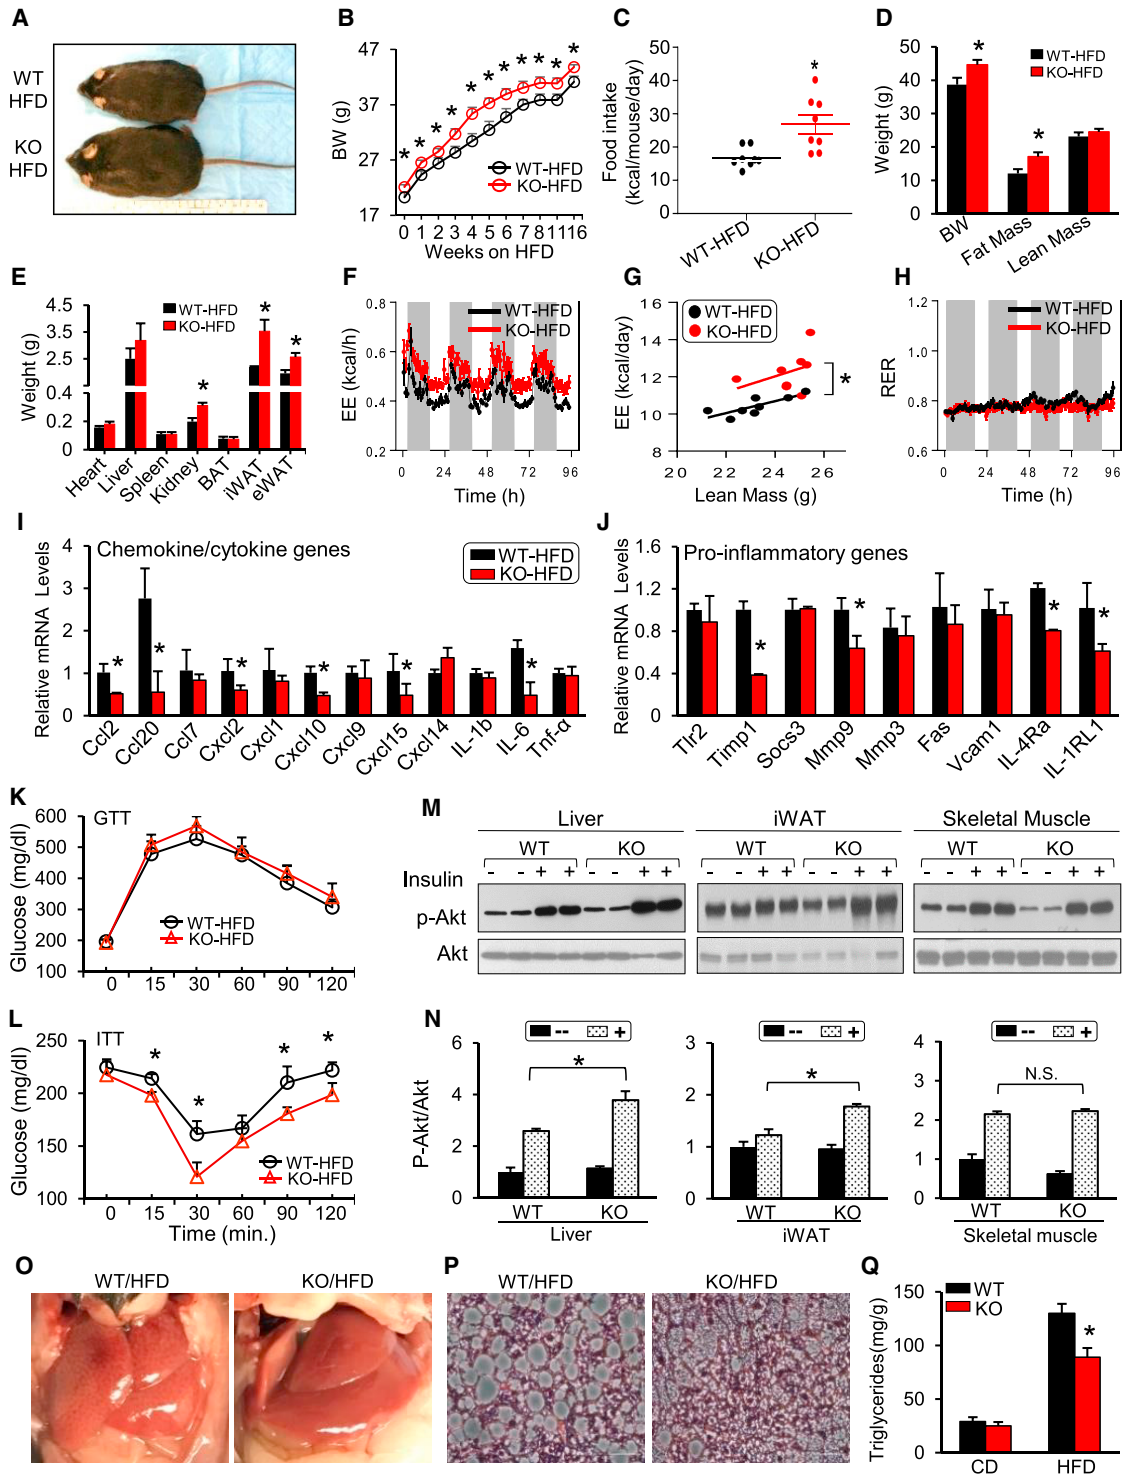 A
WT
HFD
KO
HFD
B
BW (g)
47
37
27
17
* * * * * * * * * *
WT-HFD
KO-HFD
0 1 2 3 4 5 6 7 8 11 16
Weeks on HFD
C
Food intake
(kcal/mouse/day)
50
40
30
20
10
0
*
WT-HFD
KO-HFD
D
Weight (g)
50
40
30
20
10
0
* *
WT-HFD
KO-HFD
BW
Fat Mass
Lean Mass
E
Weight (g)
4.5
2.5
0.4
0.2
0
WT-HFD
KO-HFD
* * *
Heart
Liver
Spleen
Kidney
BAT
iWAT
eWAT
F
EE (kcal/h)
0.8
0.6
0.4
0.2
WT-HFD
KO-HFD
0 24 48 72 96
Time (h)
G
EE (kcal/day)
16
14
12
10
8
WT-HFD
KO-HFD
*
20 22 24 26
Lean Mass (g)
H
RER
1.2
1.0
0.8
0.6
WT-HFD
KO-HFD
0 24 48 72 96
Time (h)
I
Relative mRNA Levels
Chemokine/cytokine genes
4
3
2
1
0
WT-HFD
KO-HFD
* * * * * *
Ccl2
Ccl20
Ccl7
Cxcl2
Cxcl1
Cxcl10
Cxcl9
Cxcl15
Cxcl14
IL-1b
IL-6
Tnf-α
J
Relative mRNA Levels
Pro-inflammatory genes
1.6
1.2
0.8
0.4
0
* * * *
Tlr2
Timp1
Socs3
Mmp9
Mmp3
Fas
Vcam1
IL-4Ra
IL-1RL1
K
GTT
Glucose (mg/dl)
600
500
400
300
200
100
WT-HFD
KO-HFD
0 15 30 60 90 120
L
ITT
Glucose (mg/dl)
250
200
150
100
* * * *
WT-HFD
KO-HFD
0 15 30 60 90 120
Time (min.)
M
Liver iWAT Skeletal Muscle
WT KO WT KO WT KO
Insulin - - + + - - + + - - + + - - + + - - + + - - + +
p-Akt
Akt
N
P-Akt/Akt
-- +
6
4
2
0
*
WT KO
Liver
-- +
3
2
1
0
*
WT KO
iWAT
-- +
3
2
1
0
N.S.
WT KO
Skeletal muscle
O
WT/HFD KO/HFD
P
WT/HFD KO/HFD
Q
Triglycerides(mg/g)
150
100
50
0
WT
KO
*
CD HFD